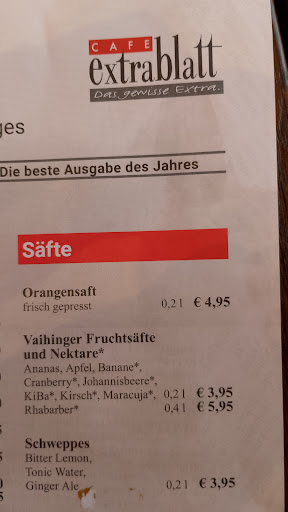 CAFE
extrablatt
Das gewisse Extra.
ges
Die beste Ausgabe des Jahres
Säfte
Orangensaft
frisch gepresst 0,2 l € 4,95
Vaihinger Fruchtsäfte
und Nektare*
Ananas, Apfel, Banane*,
Cranberry*, Johannisbeere*,
KiBa*, Kirsch*, Maracuja*, 0,2 l € 3,95
Rhabarber* 0,4 l € 5,95
Schweppes
Bitter Lemon,
Tonic Water,
Ginger Ale 0,2 l € 3,95